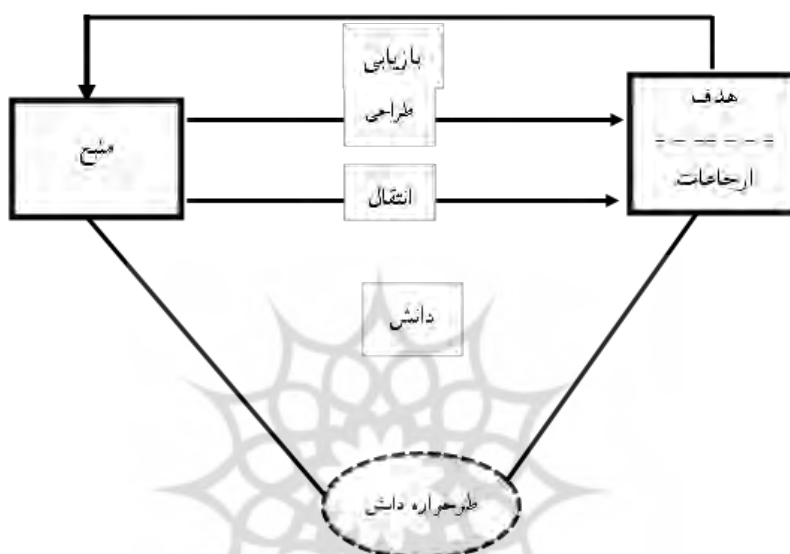 بازیابی
هدف
طراحی
منبع
ارجاعات
انتقال
دانش
طرحواره دانش